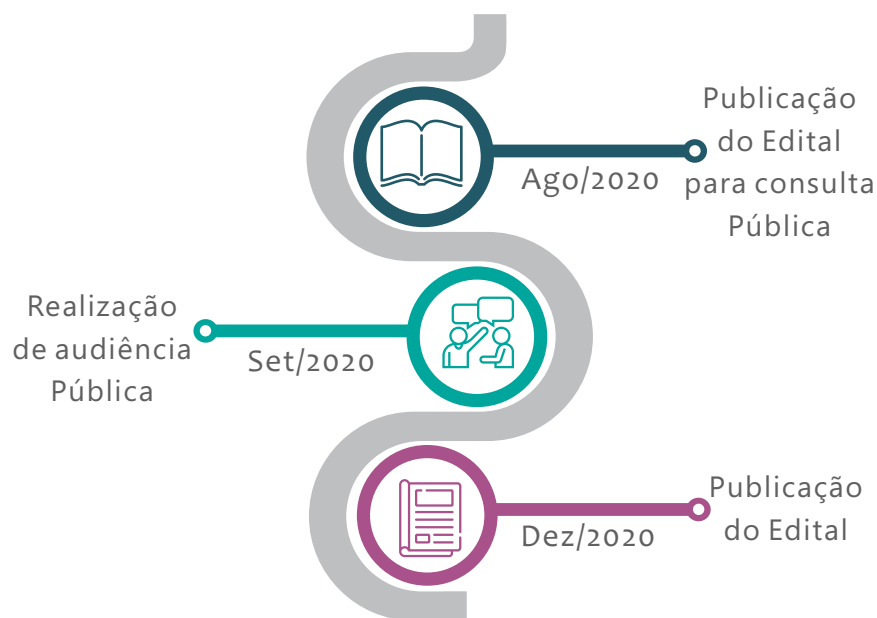 Publicação
do Edital
para consulta
Pública
Ago/2020
Realização
de audiência
Pública
Set/2020
Publicação
do Edital
Dez/2020